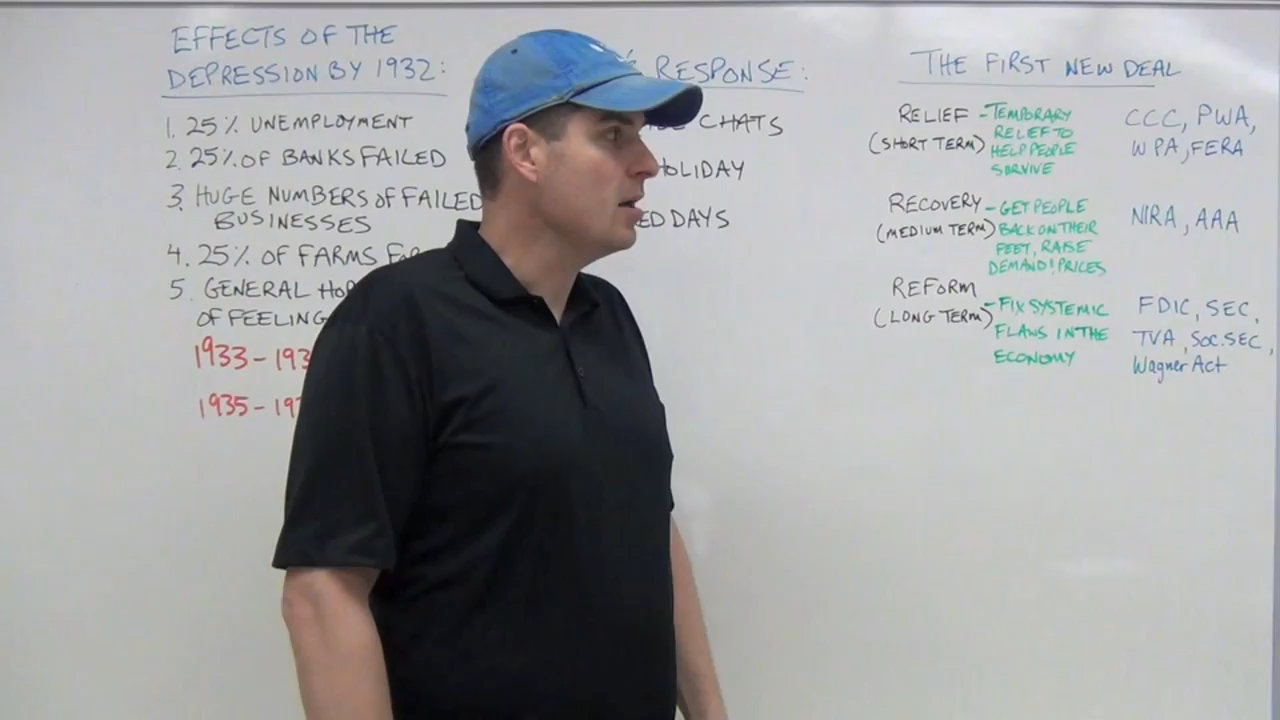 EFFECTS OF THE
DEPRESSION BY 1932:
1. 25% UNEMPLOYMENT
2. 25% OF BANKS FAILED
3. HUGE NUMBERS OF FAILED
BUSINESSES
4. 25% OF FARMS
5. GENERAL
OF FEELING
1933-
1935-
RESPONSE:
CHATS
HOLIDAY
DAYS
THE FIRST NEW DEAL
RELIEF - TEMPORARY
(SHORT TERM) RELIEF TO
HELP PEOPLE
SURVIVE
CCC, PWA,
WPA, FERA
RECOVERY - GET PEOPLE
(MEDIUM TERM) BACK ON THEIR
FEET, RAISE
DEMAND! PRICES
NIRA, AAA
REFORM
(LONG TERM) - FIX SYSTEMIC
FLAWS IN THE
ECONOMY
FDIC, SEC,
TVA, SOC. SEC,
Wagner Act